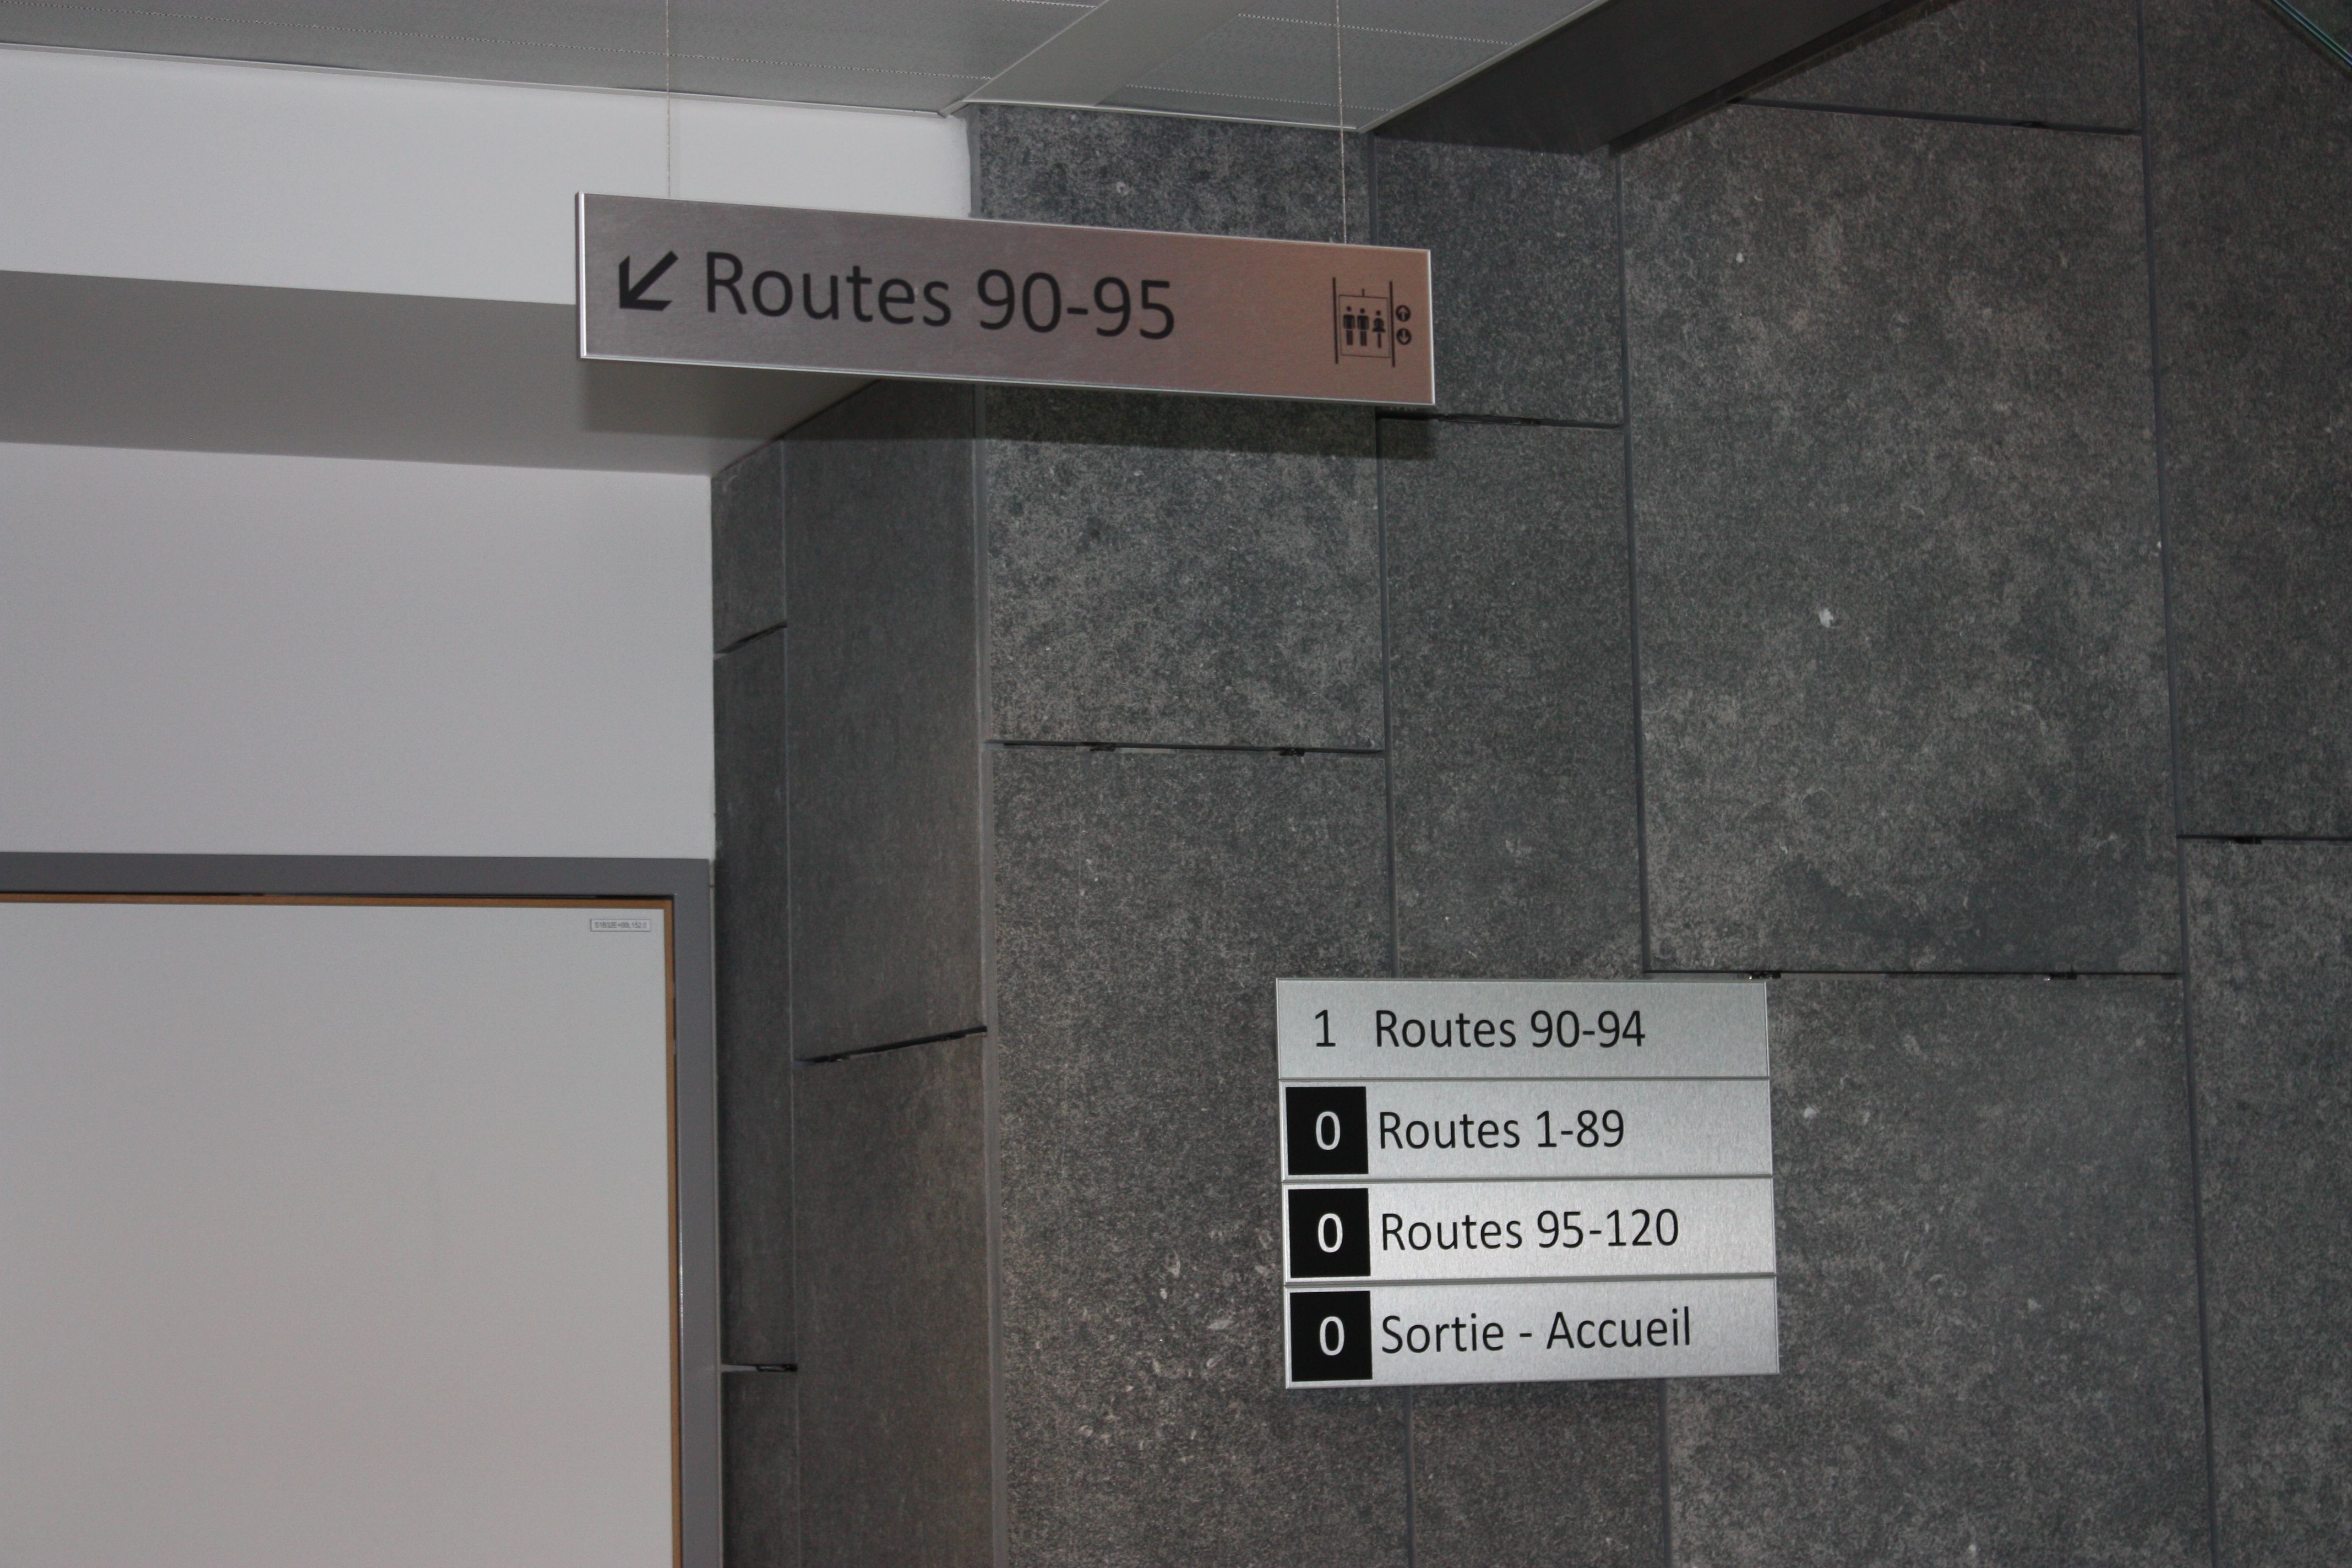 Routes 90-95
1 Routes 90-94
0 Routes 1-89
0 Routes 95-120
0 Sortie - Accueil